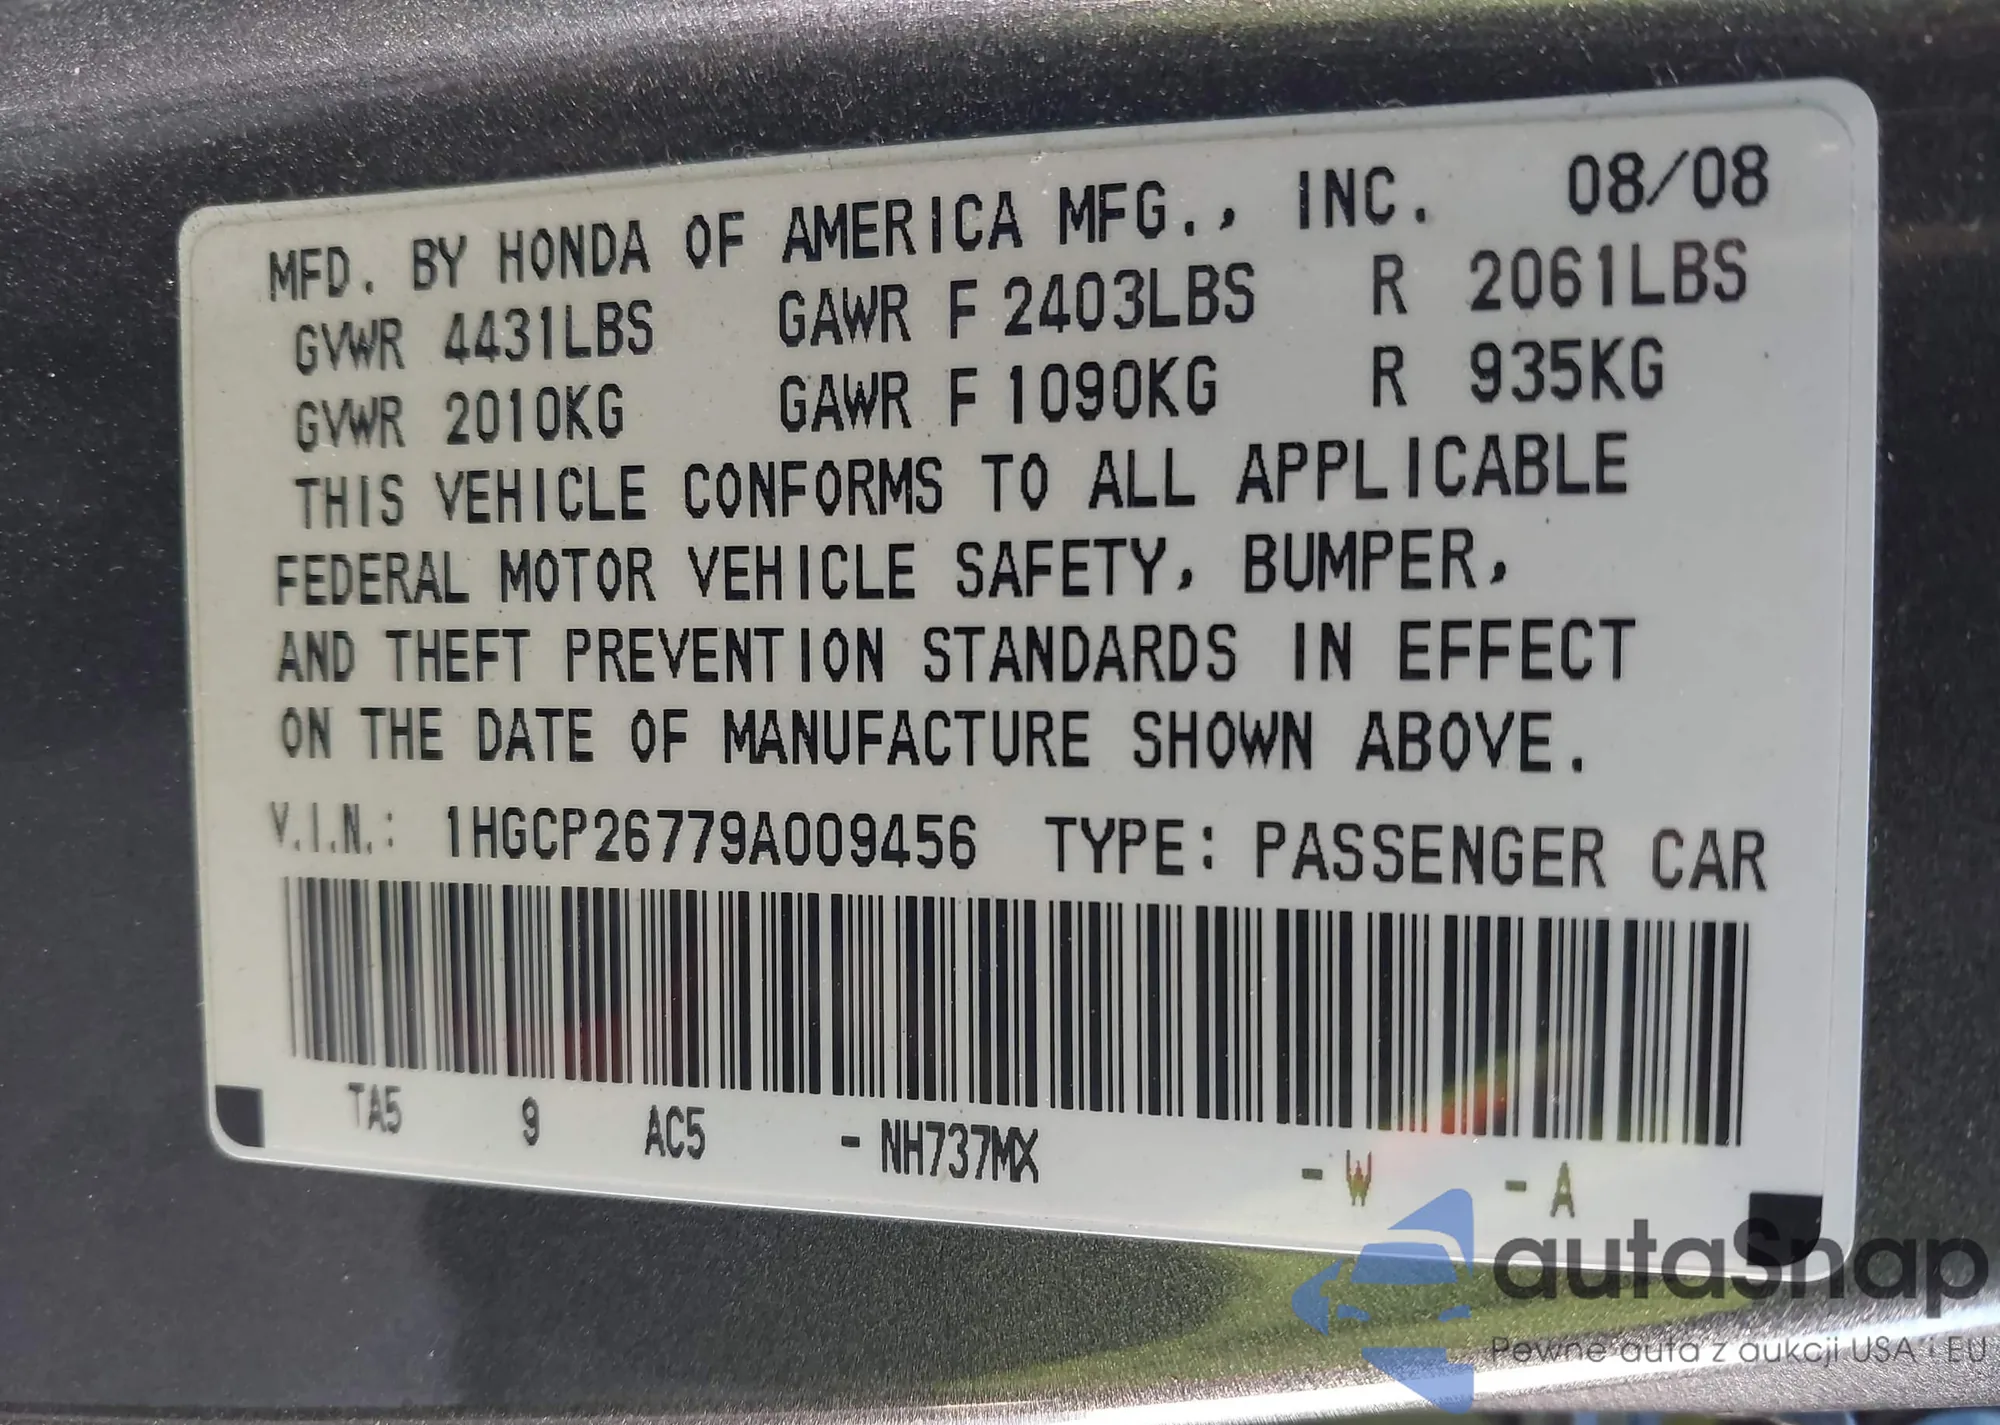 MFD. BY HONDA OF AMERICA MFG., INC. 08/08
GVWR 4431LBS GAWR F 2403LBS R 2061LBS
GVWR 2010KG GAWR F 1090KG R 935KG
THIS VEHICLE CONFORMS TO ALL APPLICABLE
FEDERAL MOTOR VEHICLE SAFETY, BUMPER,
AND THEFT PREVENTION STANDARDS IN EFFECT
ON THE DATE OF MANUFACTURE SHOWN ABOVE.
V.I.N.: 1HGCP26779A009456 TYPE: PASSENGER CAR
TA5 9 AC5 - NH737MX - W - A
autasnap
Pewne auta z aukcji USA i EU